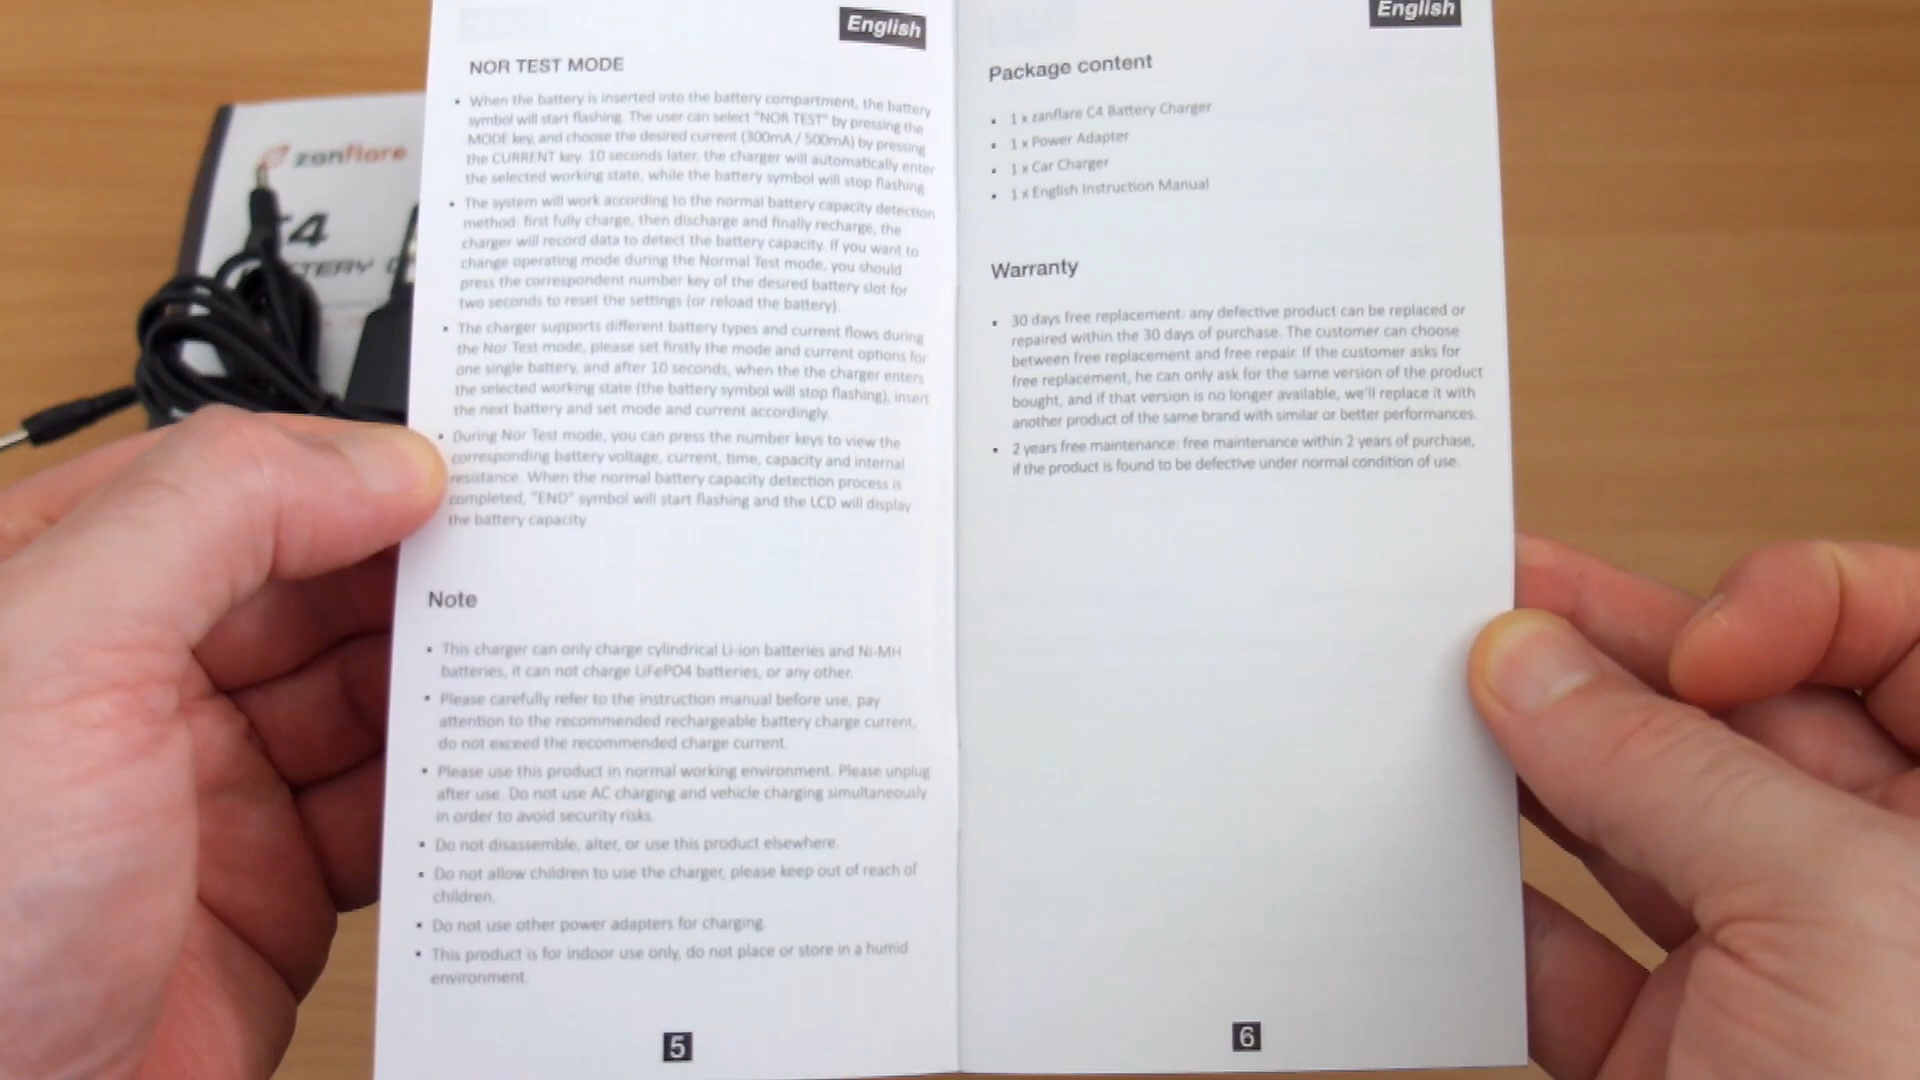 zanflare
C4
BATTERY
English
NOR TEST MODE
• When the battery is inserted into the battery compartment, the battery
symbol will start flashing. The user can select "NOR TEST" by pressing the
MODE key, and choose the desired current (300mA / 500mA) by pressing
the CURRENT key. 10 seconds later, the charger will automatically enter
the selected working state, while the battery symbol will stop flashing.
• The system will work according to the normal battery capacity detection
method: first fully charge, then discharge and finally recharge, the
charger will record data to detect the battery capacity. If you want to
change operating mode during the Normal Test mode, you should
press the correspondent number key of the desired battery slot for
two seconds to reset the settings (or reload the battery).
• The charger supports different battery types and current flows during
the Nor Test mode, please set firstly the mode and current options for
one single battery, and after 10 seconds, when the the charger enters
the selected working state (the battery symbol will stop flashing), insert
the next battery and set mode and current accordingly.
• During Nor Test mode, you can press the number keys to view the
corresponding battery voltage, current, time, capacity and internal
resistance. When the normal battery capacity detection process is
completed, "END" symbol will start flashing and the LCD will display
the battery capacity.
Note
• This charger can only charge cylindrical Li-ion batteries and Ni-MH
batteries, it can not charge LiFePO4 batteries, or any other.
• Please carefully refer to the instruction manual before use, pay
attention to the recommended rechargeable battery charge current,
do not exceed the recommended charge current.
• Please use this product in normal working environment. Please unplug
after use. Do not use AC charging and vehicle charging simultaneously
in order to avoid security risks.
• Do not disassemble, alter, or use this product elsewhere.
• Do not allow children to use the charger, please keep out of reach of
children.
• Do not use other power adapters for charging.
• This product is for indoor use only, do not place or store in a humid
environment.
5
English
Package content
• 1 x zanflare C4 Battery Charger
• 1 x Power Adapter
• 1 x Car Charger
• 1 x English Instruction Manual
Warranty
• 30 days free replacement: any defective product can be replaced or
repaired within the 30 days of purchase. The customer can choose
between free replacement and free repair. If the customer asks for
free replacement, he can only ask for the same version of the product
bought, and if that version is no longer available, we'll replace it with
another product of the same brand with similar or better performances.
• 2 years free maintenance: free maintenance within 2 years of purchase,
if the product is found to be defective under normal condition of use.
6